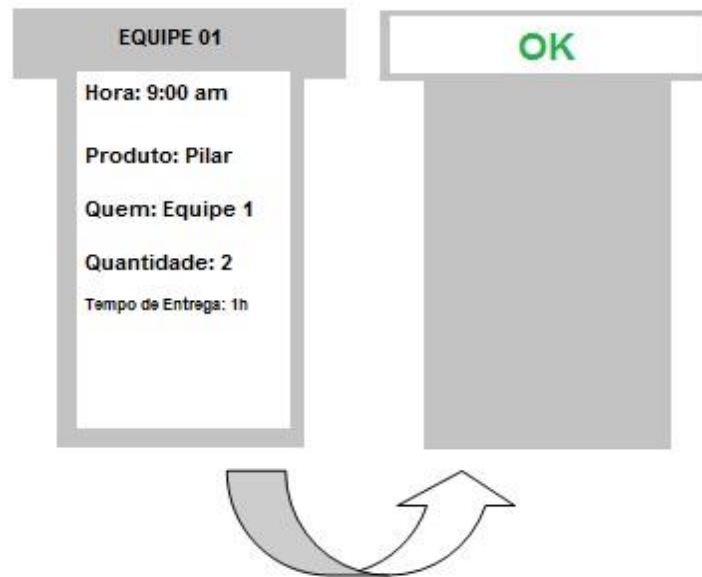 EQUIPE 01
Hora: 9:00 am
Produto: Pilar
Quem: Equipe 1
Quantidade: 2
Tempo de Entrega: 1h
OK